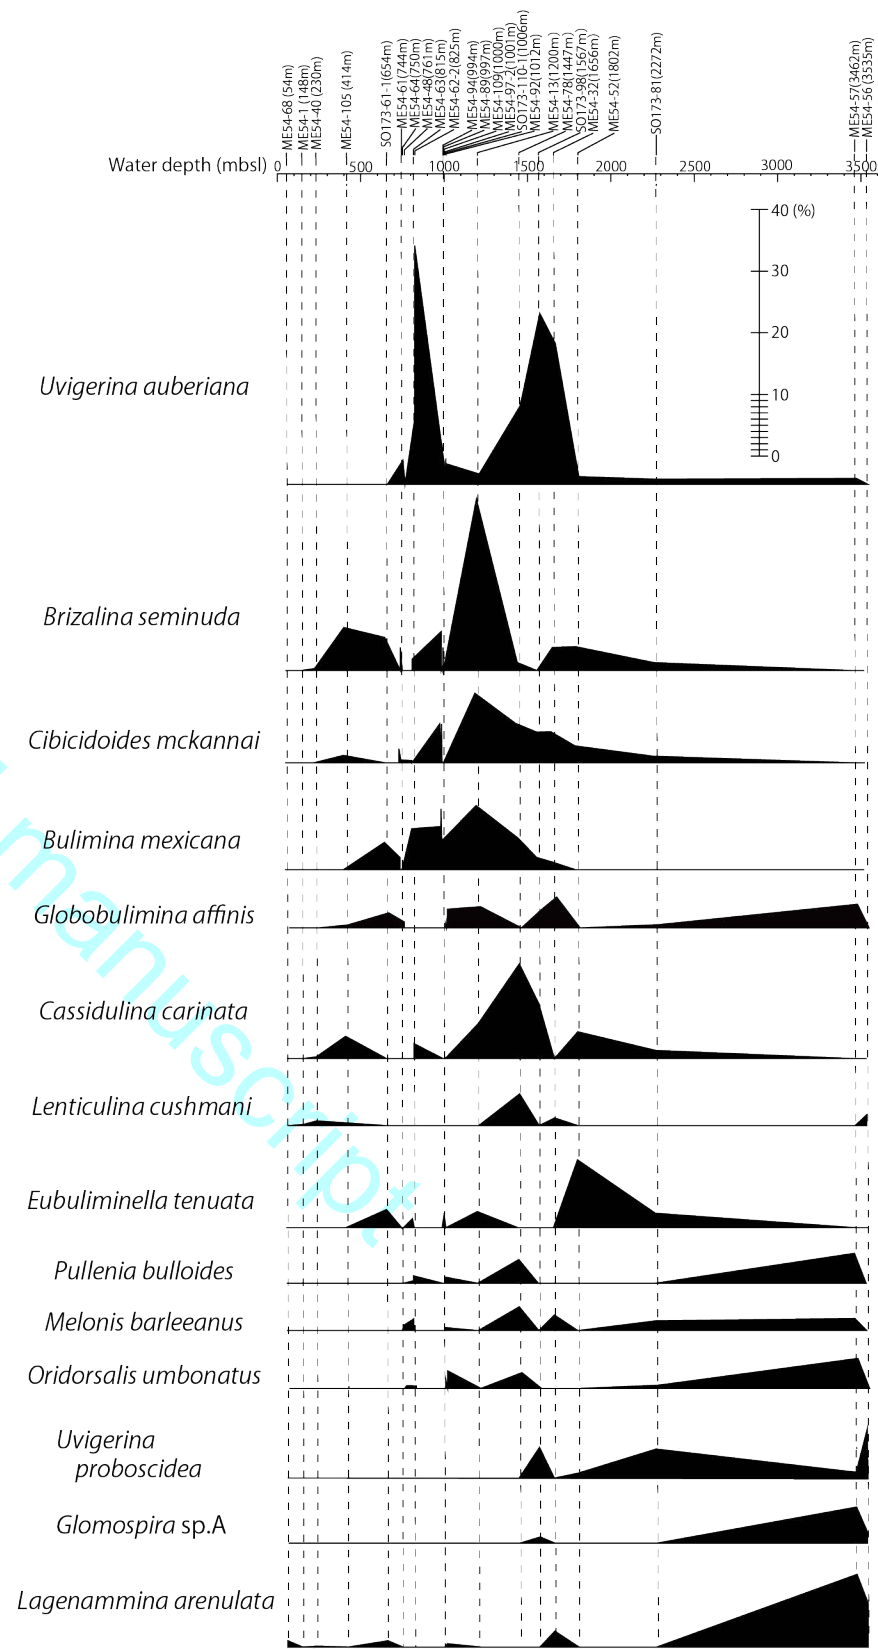 ME54-68 (54m)
ME54-1 (148m)
ME54-40 (230m)
ME54-105 (414m)
SO173-61-1(654m)
ME54-61(744m)
ME54-64(750m)
ME54-48(761m)
ME54-63(815m)
ME54-62-2(825m)
ME54-94(994m)
ME54-89(997m)
ME54-109(1000m)
ME54-97-2(1001m)
SO173-110-1(1006m)
ME54-92(1012m)
ME54-13(1200m)
ME54-78(1447m)
SO173-98(1567m)
ME54-32(1656m)
ME54-52(1802m)
SO173-81(2272m)
ME54-57(3462m)
ME54-56 (3535m)
Water depth (mbsl) 0 500 1000 1500 2000 2500 3000 3500
40 (%)
30
20
10
0
Uvigerina auberiana
Brizalina seminuda
Cibicidoides mckannai
Bulimina mexicana
Globobulimina affinis
Cassidulina carinata
Lenticulina cushmani
Eubuliminella tenuata
Pullenia bulloides
Melonis barleeanus
Oridorsalis umbonatus
Uvigerina
proboscidea
Glomospira sp.A
Lagenammina arenulata
manuscript